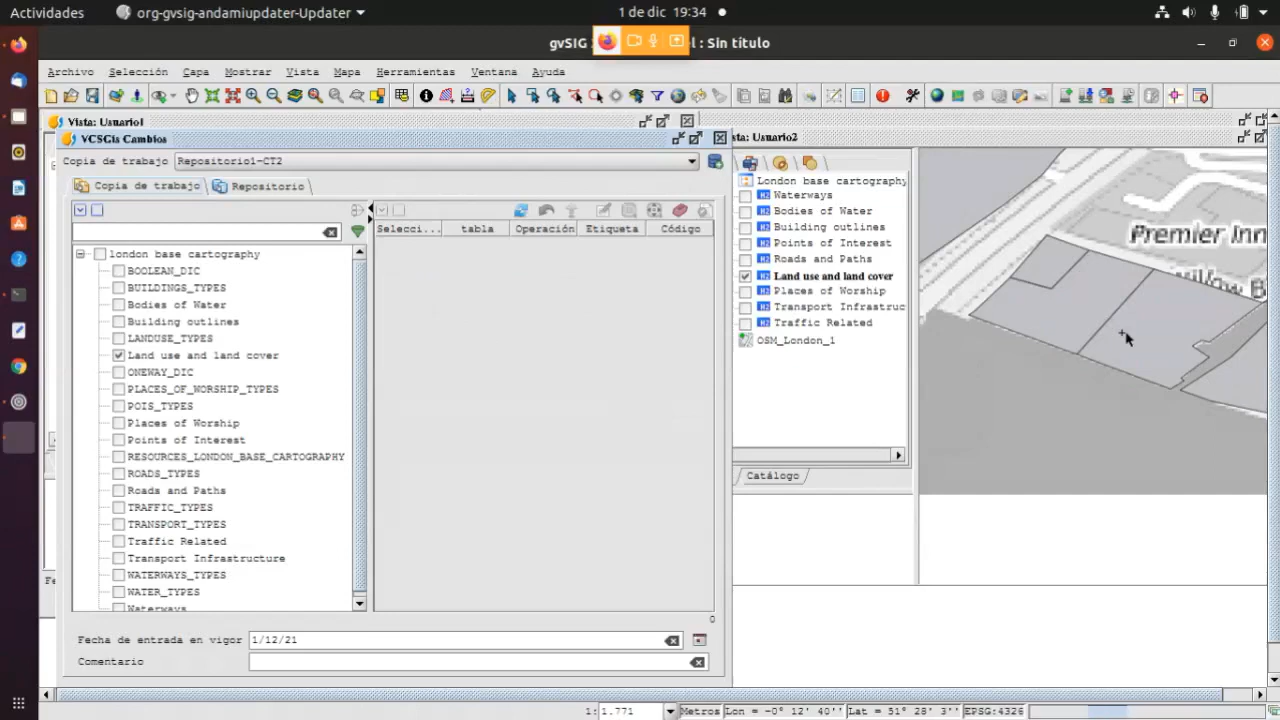 Actividades
org-gvsig-andamiupdater-Updater
1 de dic 19:34
gvSIG
: Sin título
Archivo Selección Capa Mostrar Vista Mapa Herramientas Ventana Ayuda
Vista: Usuario1
VCSGis Cambios
sta: Usuario2
Copia de trabajo Repositorio1-CT2
Copia de trabajo Repositorio
Selecci... tabla Operación Etiqueta Código
london base cartography
BOOLEAN_DIC
BUILDINGS_TYPES
Bodies of Water
Building outlines
LANDUSE_TYPES
Land use and land cover
ONEWAY_DIC
PLACES_OF_WORSHIP_TYPES
POIS_TYPES
Places of Worship
Points of Interest
RESOURCES_LONDON_BASE_CARTOGRAPHY
ROADS_TYPES
Roads and Paths
TRAFFIC_TYPES
TRANSPORT_TYPES
Traffic Related
Transport Infrastructure
WATERWAYS_TYPES
WATER_TYPES
Waterways
0
Fecha de entrada en vigor 1/12/21
Comentario
London base cartography
Waterways
Bodies of Water
Building outlines
Points of Interest
Roads and Paths
Land use and land cover
Places of Worship
Transport Infrastruc
Traffic Related
OSM_London_1
Catálogo
Premier Inn
1: 1.771 Metros Lon = -0° 12' 40'' Lat = 51° 28' 3'' EPSG:4326